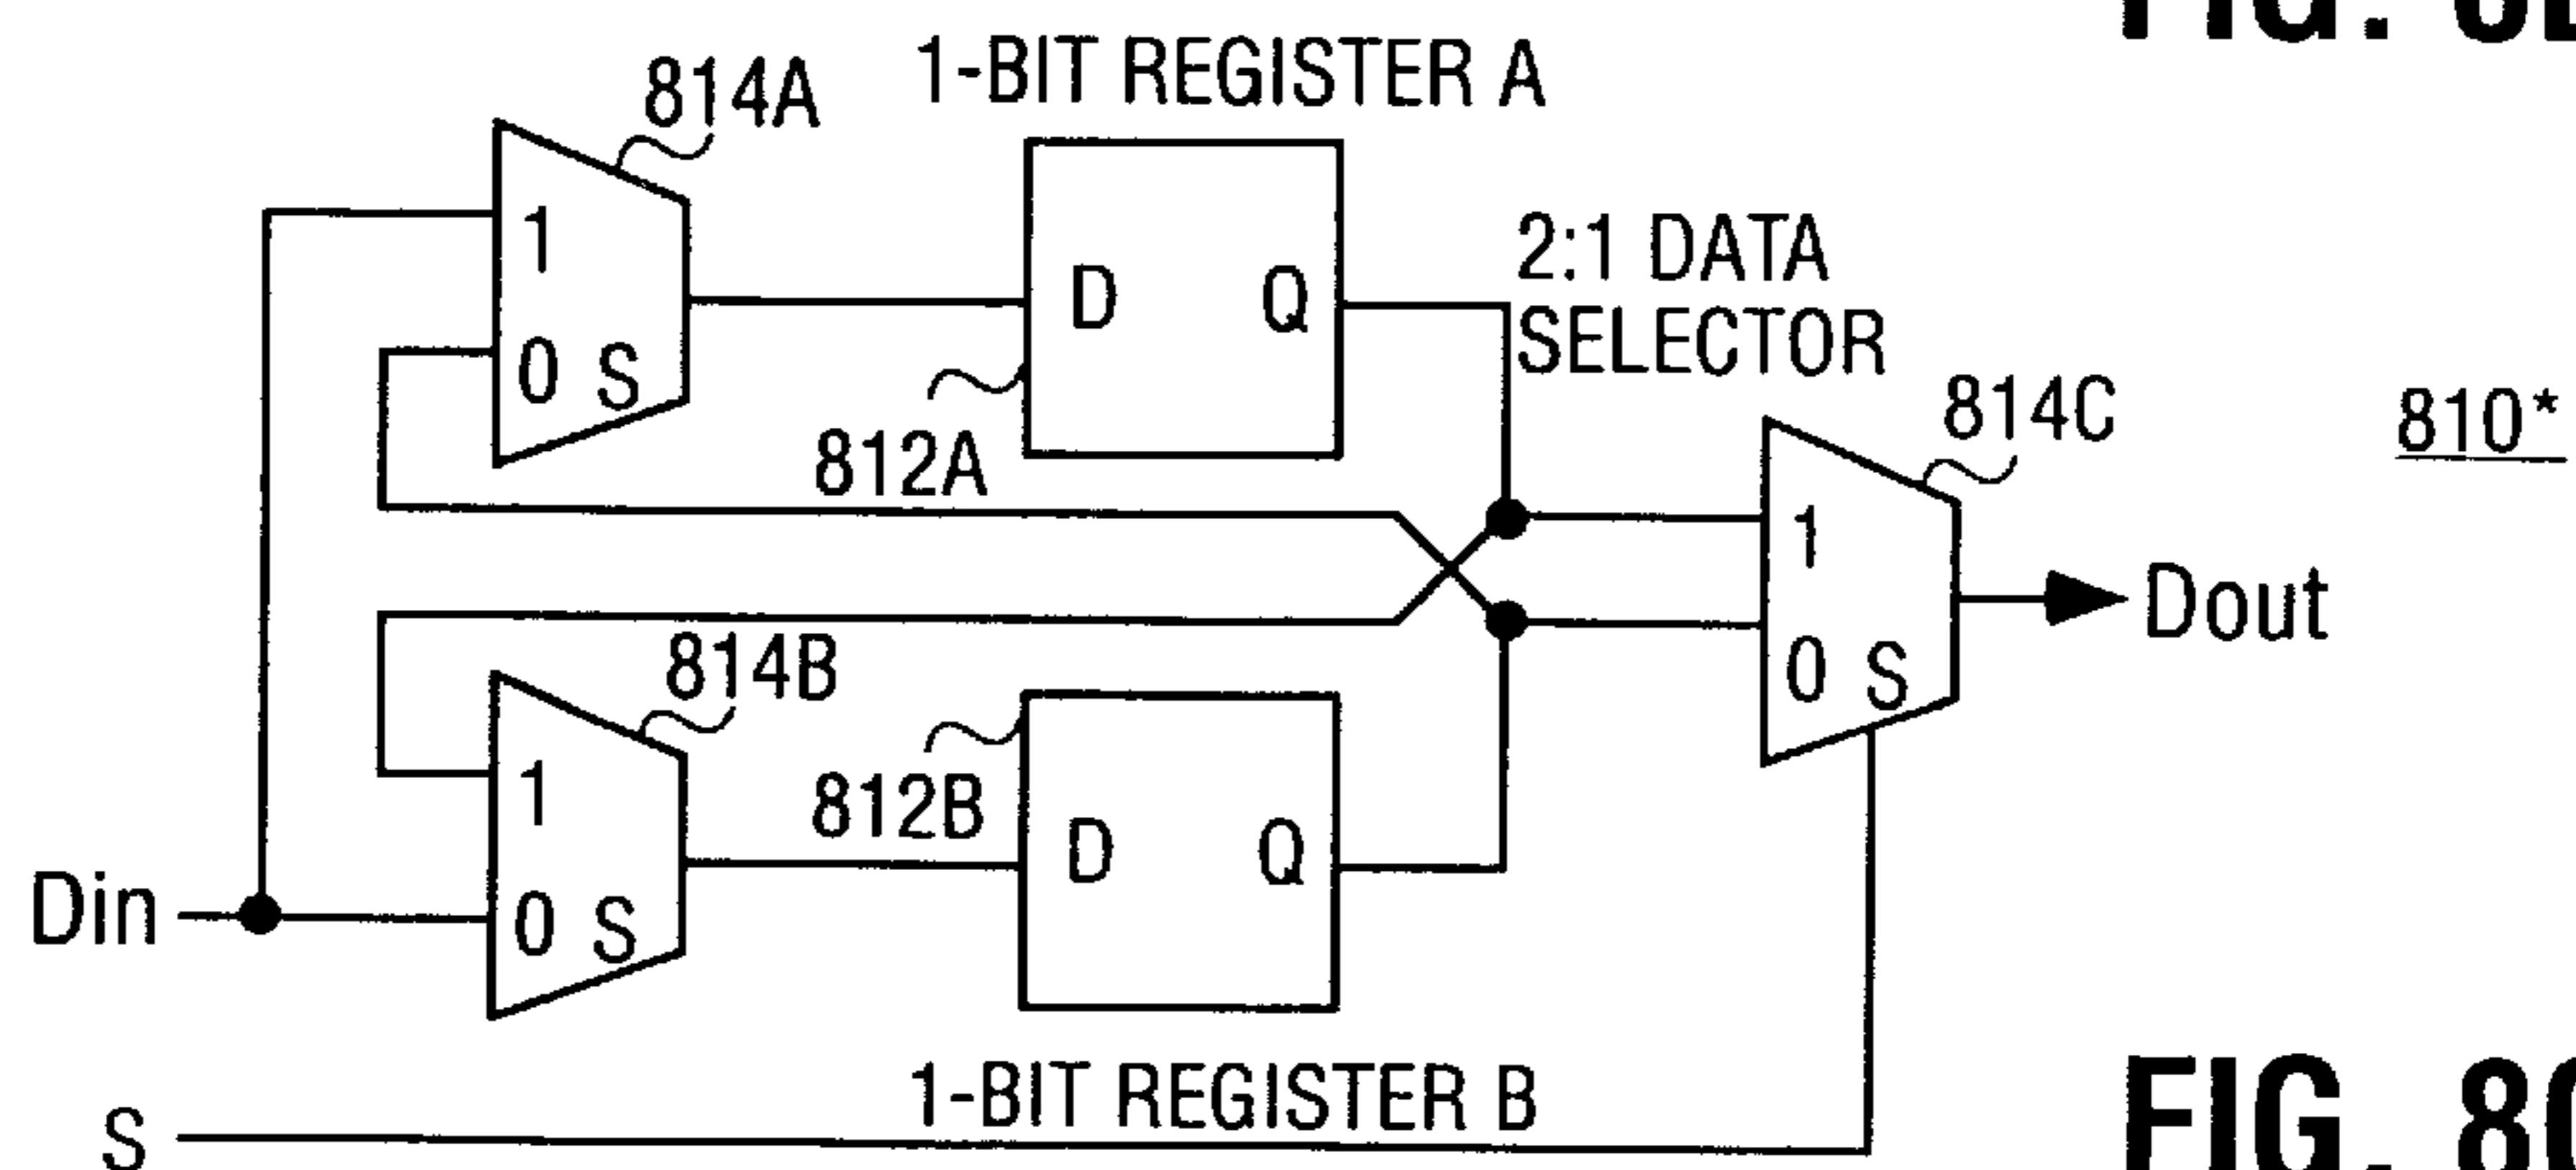 814A
1-BIT REGISTER A
1
0 S
D Q
812A
2:1 DATA
SELECTOR
814C
810*
1
0 S
Dout
814B
1
0 S
812B
D Q
Din
1-BIT REGISTER B
S
FIG.